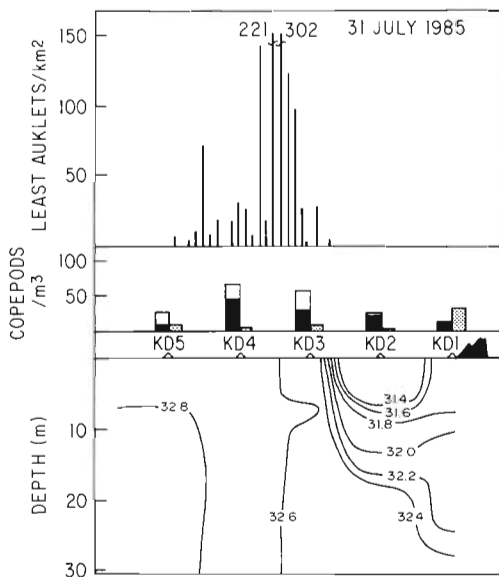 221 302 31 JULY 1985
LEAST AUKLETS/km2
150
100
50
COPEPODS
/m3
100
50
KD5 KD4 KD3 KD2 KD1
DEPTH (m)
10
20
30
32.8
32.6
31.4
31.6
31.8
32.0
32.2
32.4